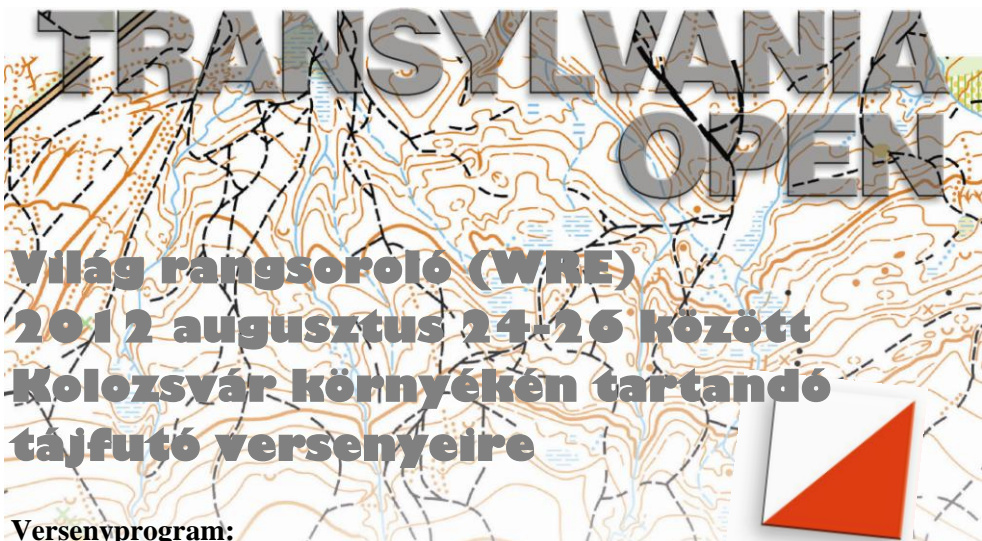 TRANSYLVANIA
OPEN
Világ rangsoroló (WRE)
2012 augusztus 24-26 között
Kolozsvár környékén tartandó
tájfutó versenyeire
Versenyprogram: